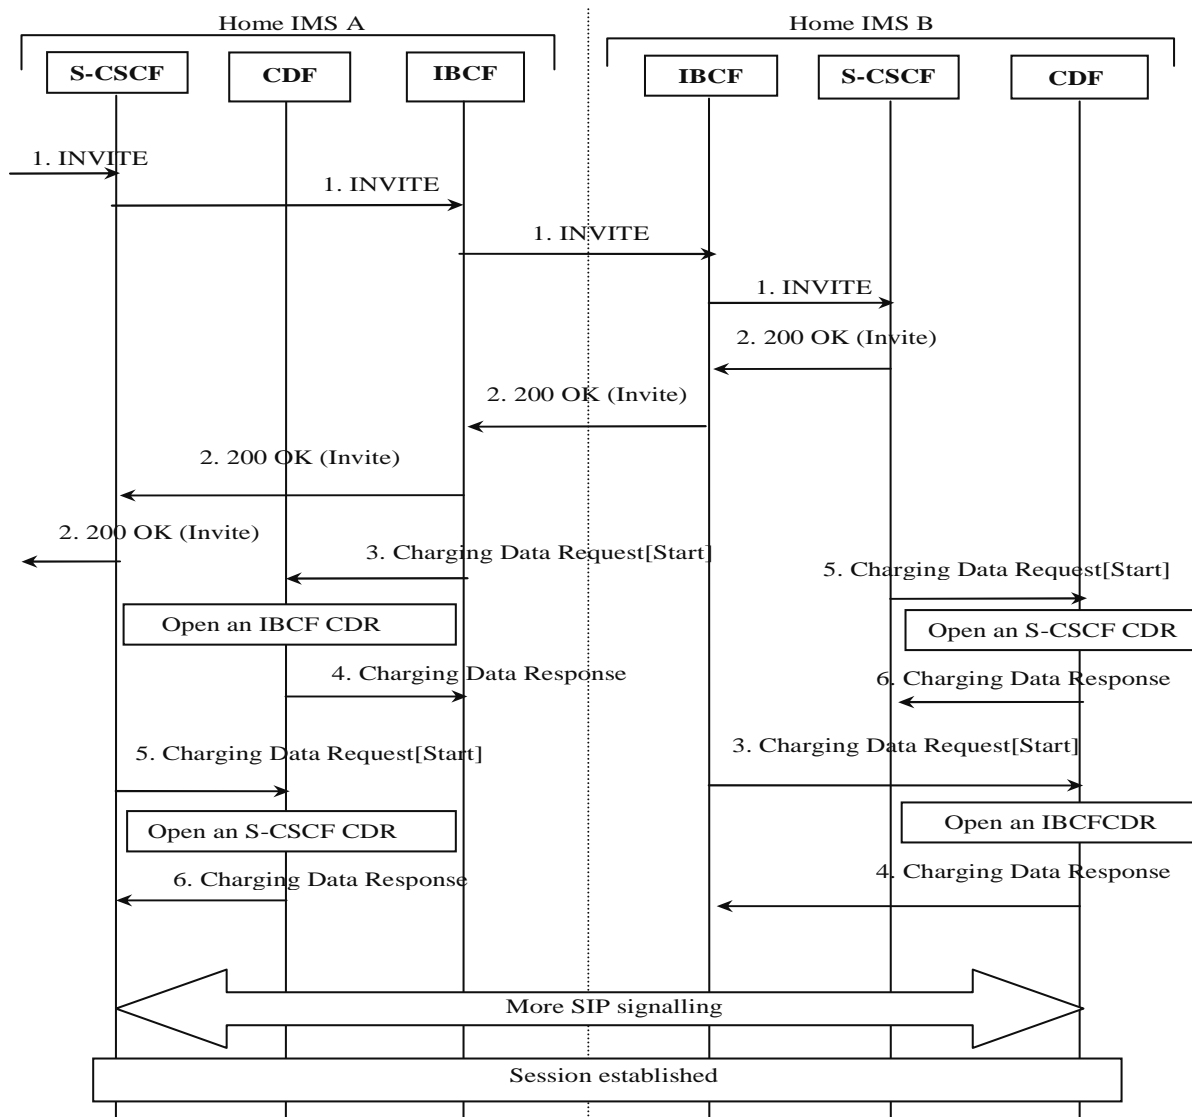 Home IMS A
Home IMS B
S-CSCF
CDF
IBCF
IBCF
S-CSCF
CDF
1. INVITE
1. INVITE
1. INVITE
1. INVITE
2. 200 OK (Invite)
2. 200 OK (Invite)
2. 200 OK (Invite)
2. 200 OK (Invite)
3. Charging Data Request[Start]
5. Charging Data Request[Start]
Open an IBCF CDR
Open an S-CSCF CDR
4. Charging Data Response
6. Charging Data Response
5. Charging Data Request[Start]
3. Charging Data Request[Start]
Open an S-CSCF CDR
Open an IBCFCDR
6. Charging Data Response
4. Charging Data Response
More SIP signalling
Session established